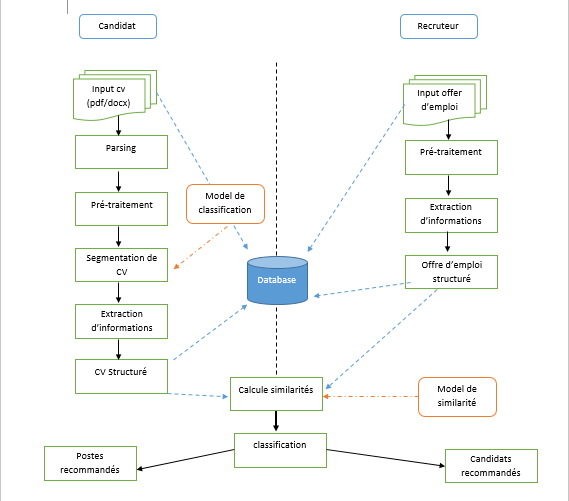 Candidat
Recruteur
Input cv
(pdf/docx)
Input offer
d'emploi
Parsing
Pré-traitement
Pré-traitement
Model de
classification
Extraction
d'informations
Segmentation de
CV
Database
Offre d'emploi
structuré
Extraction
d'informations
CV Structuré
Calcule similarités
Model de
similarité
classification
Postes
recommandés
Candidats
recommandés